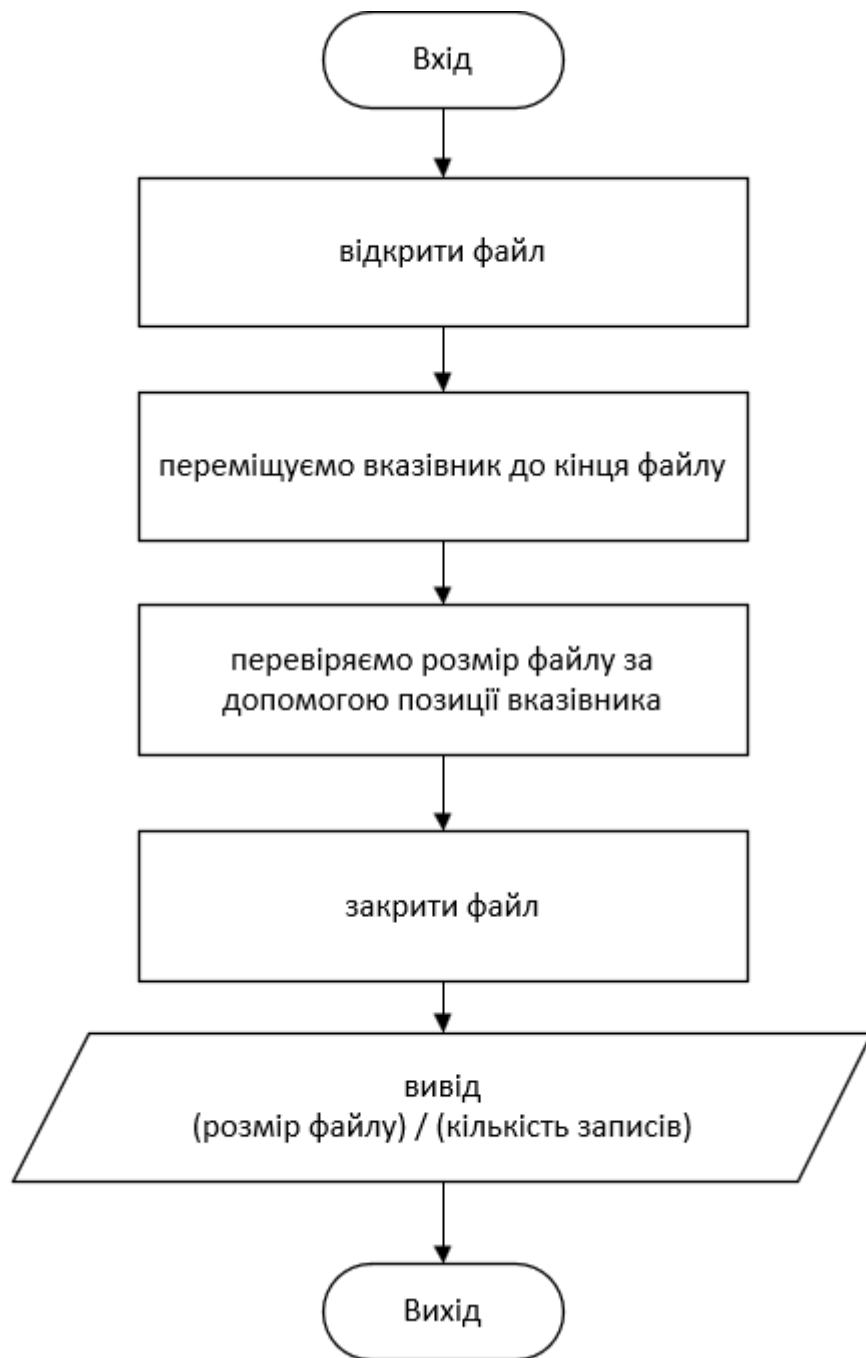 Вхід
відкрити файл
переміщуємо вказівник до кінця файлу
перевіряємо розмір файлу за
допомогою позиції вказівника
закрити файл
вивід
(розмір файлу) / (кількість записів)
Вихід